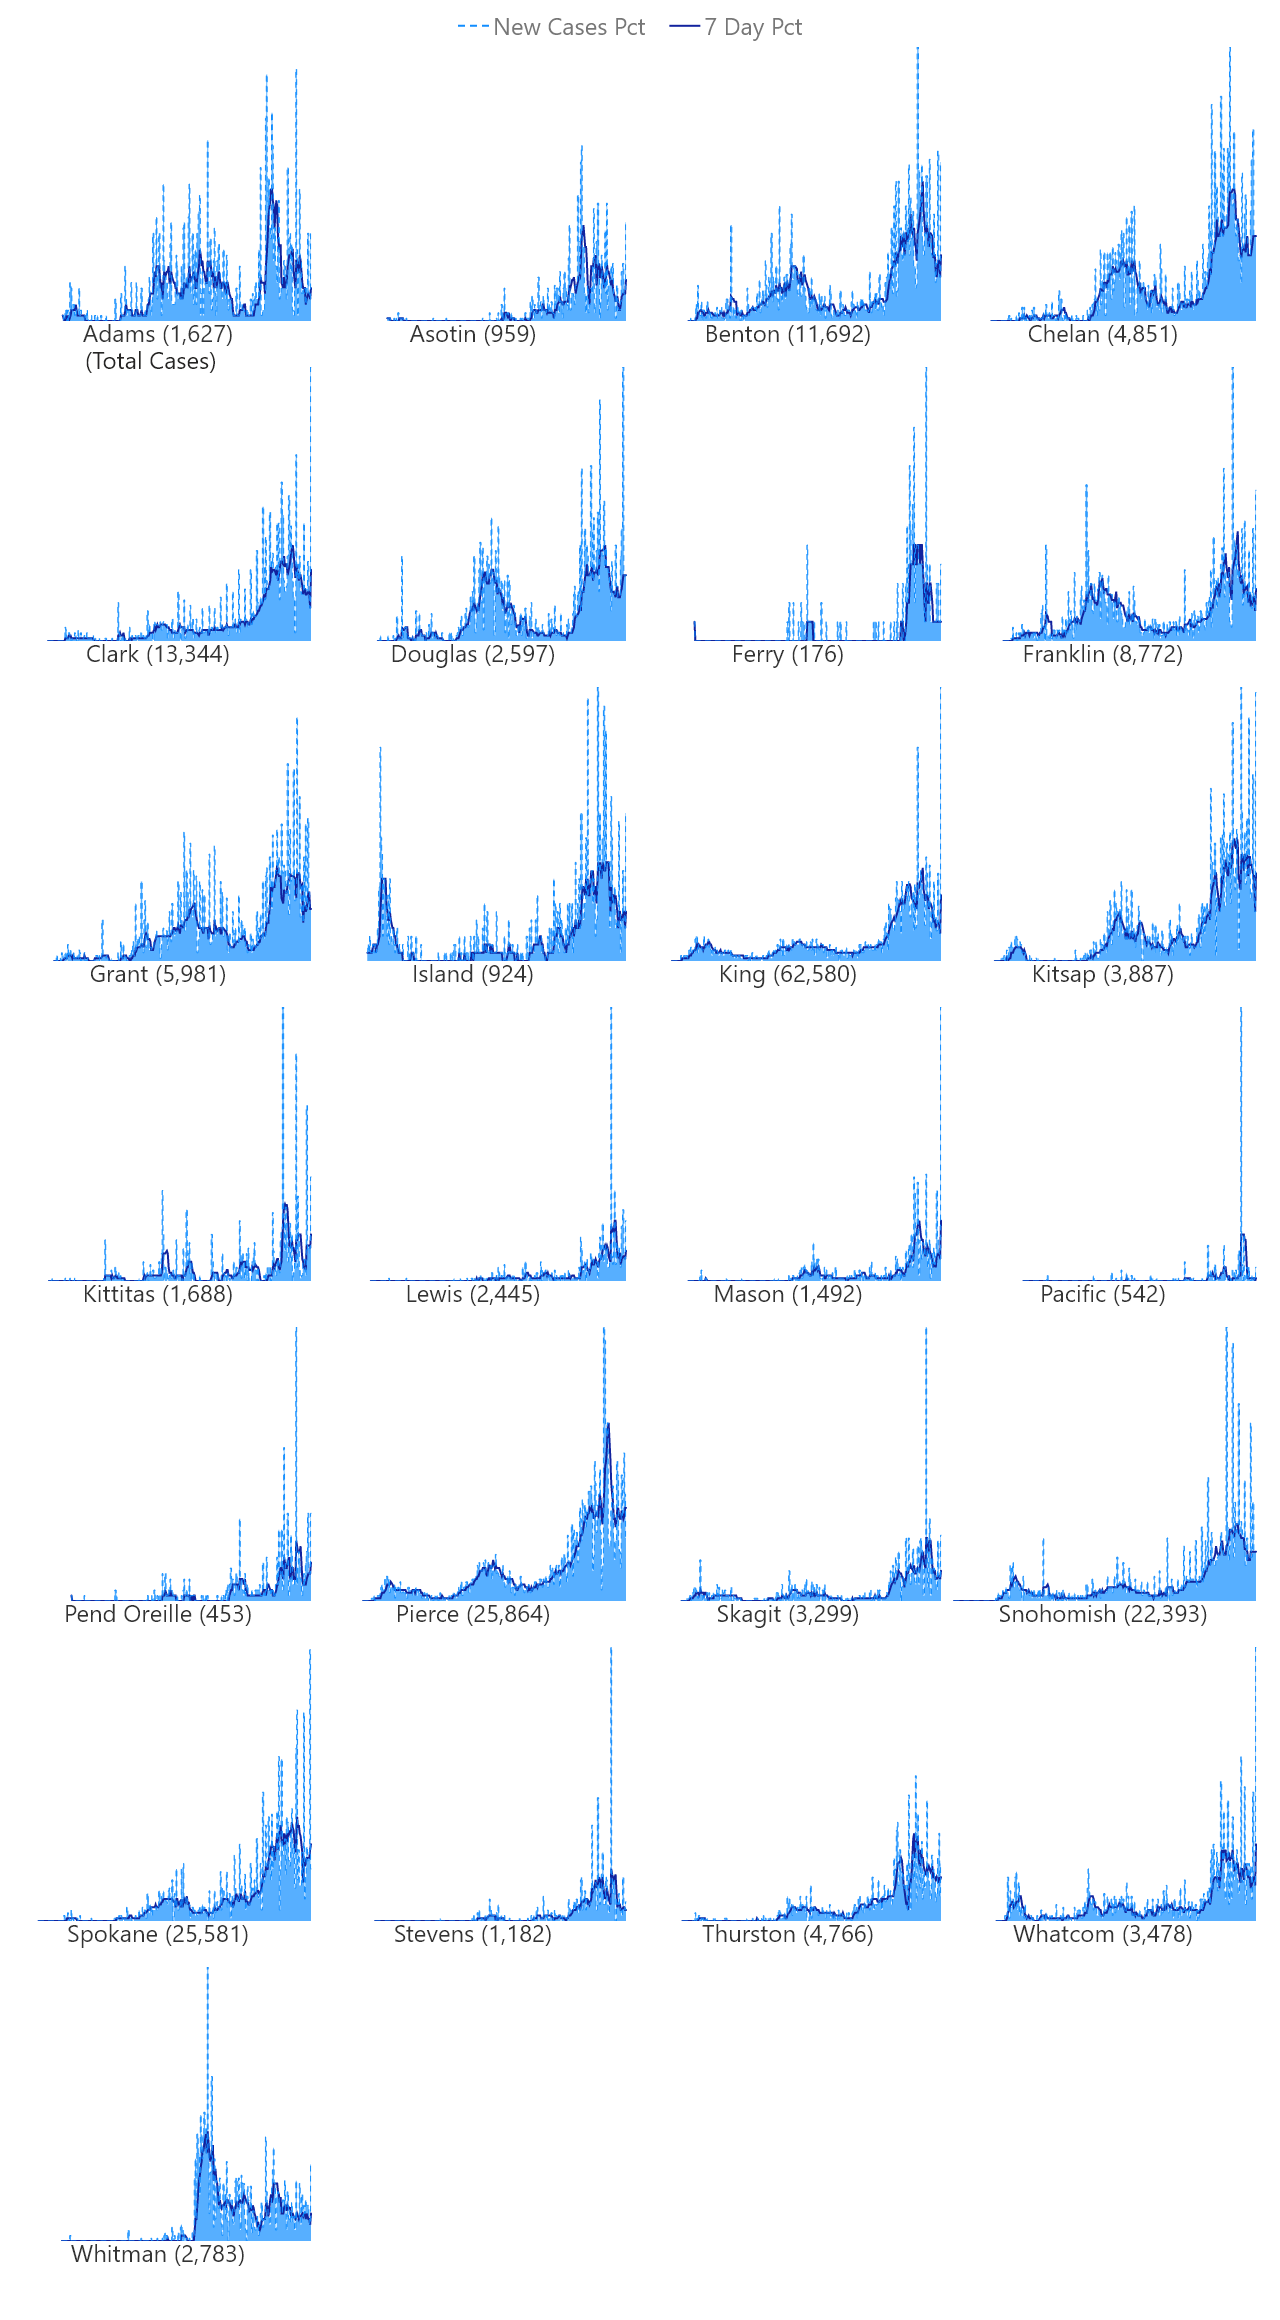 New Cases Pct 7 Day Pct
Adams (1,627)
(Total Cases)
Asotin (959)
Benton (11,692)
Chelan (4,851)
Clark (13,344)
Douglas (2,597)
Ferry (176)
Franklin (8,772)
Grant (5,981)
Island (924)
King (62,580)
Kitsap (3,887)
Kittitas (1,688)
Lewis (2,445)
Mason (1,492)
Pacific (542)
Pend Oreille (453)
Pierce (25,864)
Skagit (3,299)
Snohomish (22,393)
Spokane (25,581)
Stevens (1,182)
Thurston (4,766)
Whatcom (3,478)
Whitman (2,783)